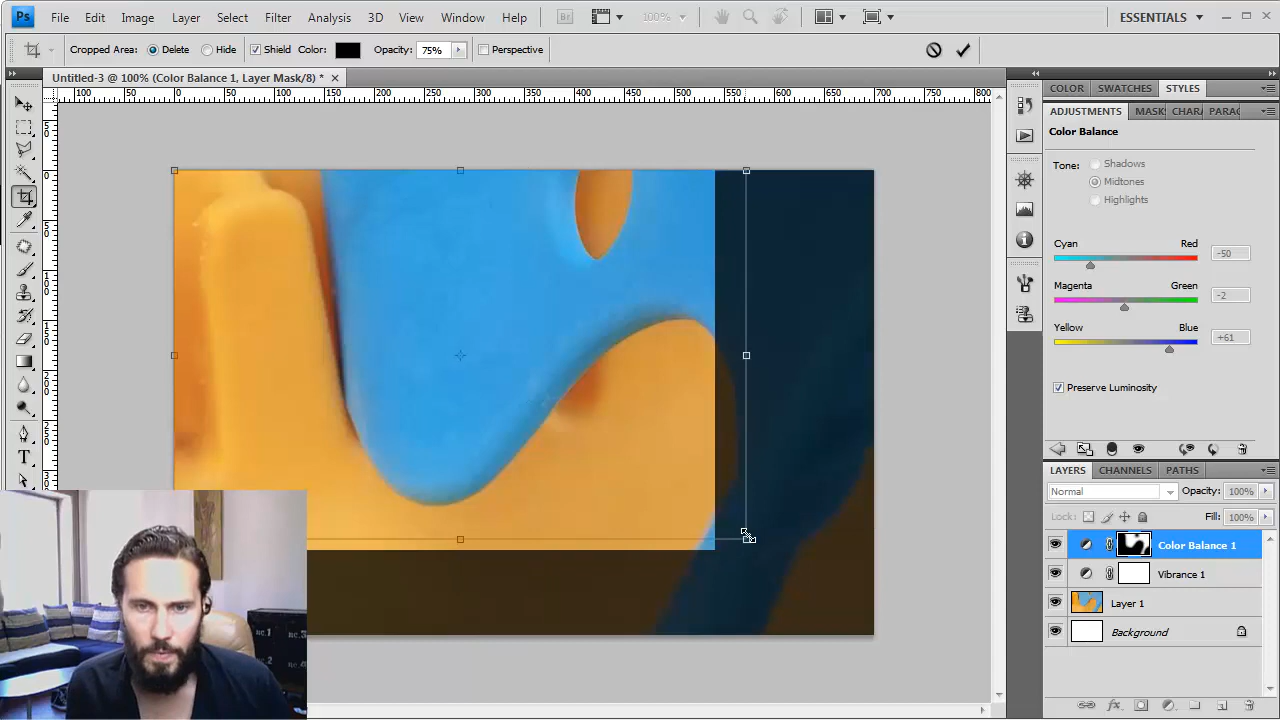 Ps File Edit Image Layer Select Filter Analysis 3D View Window Help Br 100% ESSENTIALS
Cropped Area: Delete Hide Shield Color: Opacity: 75% Perspective
Untitled-3 @ 100% (Color Balance 1, Layer Mask/8) *
100 50 0 50 100 150 200 250 300 350 400 450 500 550 600 650 700 750 800
COLOR SWATCHES STYLES
ADJUSTMENTS MASK CHARA PARAG
Color Balance
Tone: Shadows
Midtones
Highlights
Cyan Red -50
Magenta Green -2
Yellow Blue +61
Preserve Luminosity
LAYERS CHANNELS PATHS
Normal Opacity: 100%
Lock: Fill: 100%
Color Balance 1
Vibrance 1
Layer 1
Background